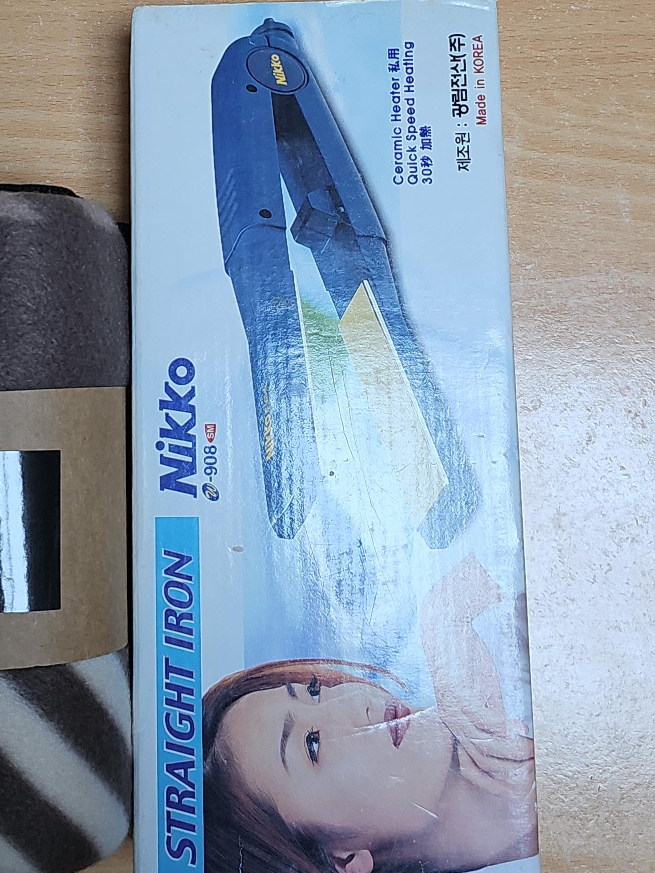 STRAIGHT IRON
Nikko
-908 SM
Nikko
Ceramic Heater 私用
Quick Speed Heating
30秒 加熱
제조원 : 광림전산(주)
Made in KOREA